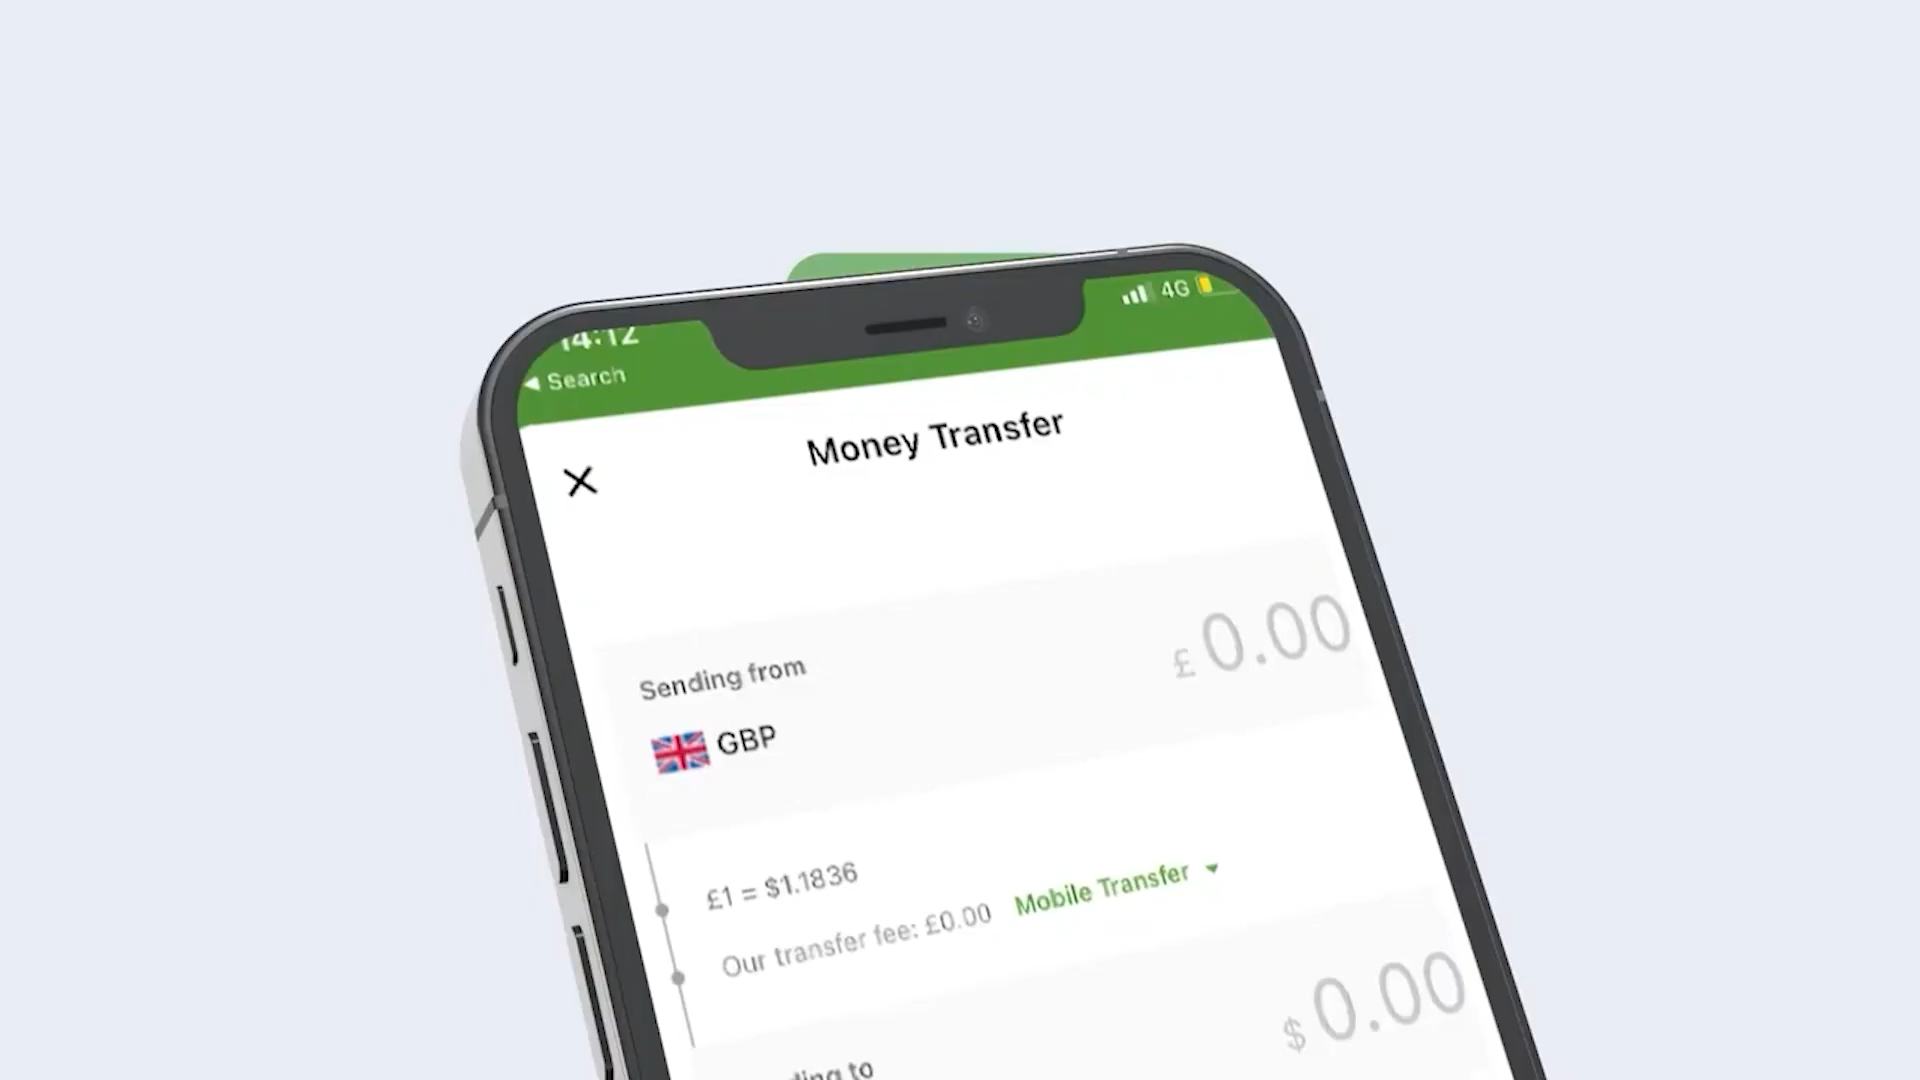 14:12
4G
Search
Money Transfer
Sending from
£ 0.00
GBP
£1 = $1.1836
Our transfer fee: £0.00 Mobile Transfer
$ 0.00
to